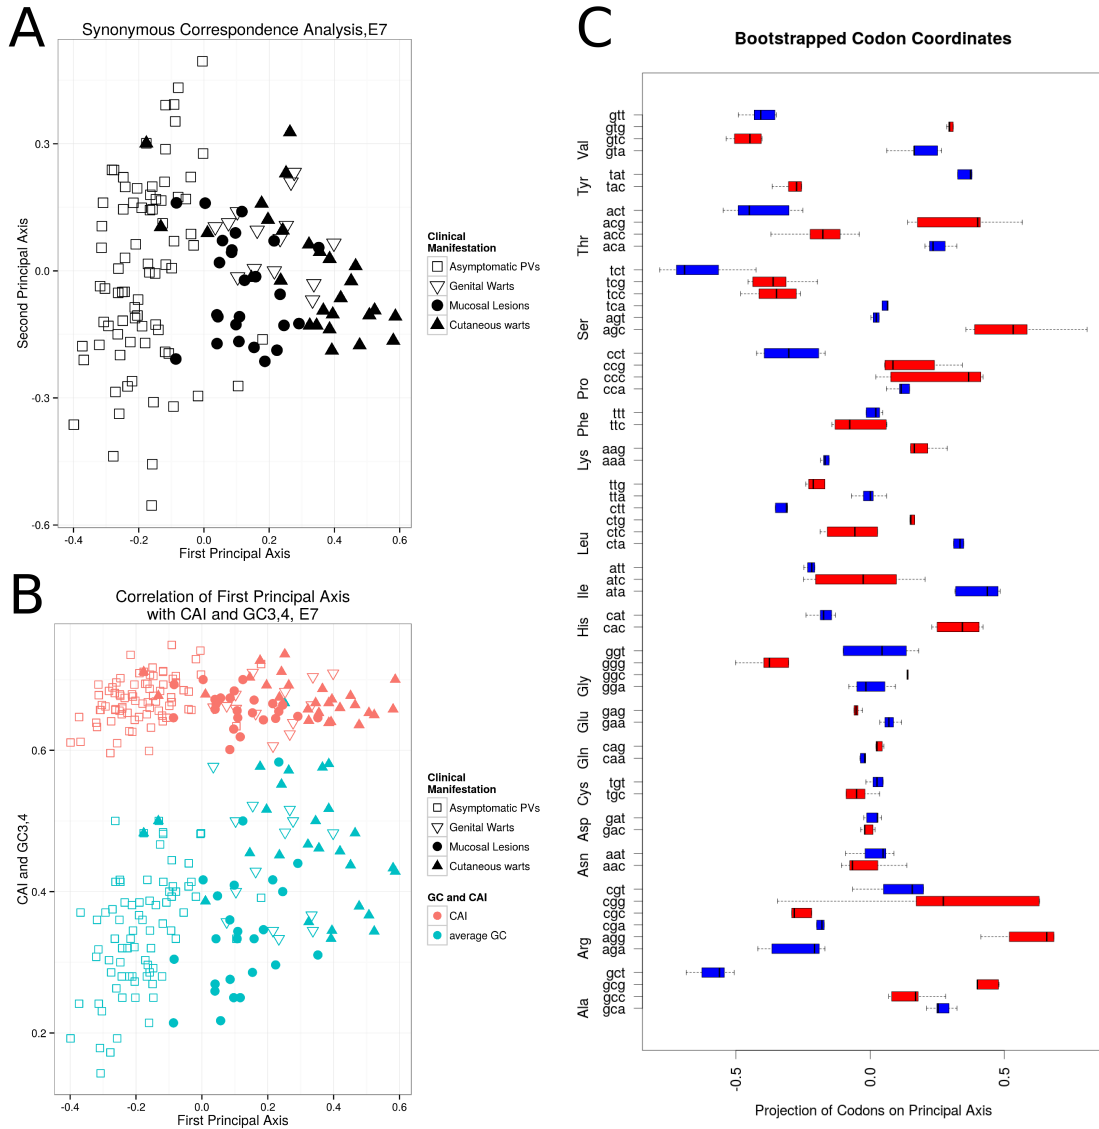 A
Synonymous Correspondence Analysis,E7
Second Principal Axis
0.3
0.0
-0.3
-0.6
-0.4
-0.2
0.0
0.2
0.4
0.6
First Principal Axis
Clinical
Manifestation
Asymptomatic PVs
Genital Warts
Mucosal Lesions
Cutaneous warts
B
Correlation of First Principal Axis
with CAI and GC3,4, E7
CAI and GC3,4
0.6
0.4
0.2
-0.4
-0.2
0.0
0.2
0.4
0.6
First Principal Axis
Clinical
Manifestation
Asymptomatic PVs
Genital Warts
Mucosal Lesions
Cutaneous warts
GC and CAI
CAI
average GC
C
Bootstrapped Codon Coordinates
Val
gtt
gtg
gtc
gta
Tyr
tat
tac
Thr
act
acg
acc
aca
Ser
tct
tcg
tcc
tca
agt
agc
Pro
cct
ccg
ccc
cca
Phe
ttt
ttc
Lys
aag
aaa
Leu
ttg
tta
ctt
ctg
ctc
cta
Ile
att
atc
ata
His
cat
cac
Gly
ggt
ggg
ggc
gga
Glu
gag
gaa
Gln
cag
caa
Cys
tgt
tgc
Asp
gat
gac
Asn
aat
aac
Arg
cgt
cgg
cgc
cga
agg
aga
Ala
gct
gcg
gcc
gca
-0.5
0.0
0.5
Projection of Codons on Principal Axis